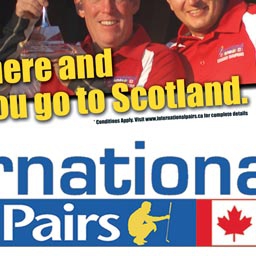 here and
ou go to Scotland.
* Conditions Apply. Visit www.internationalpairs.ca for complete details
rnationa
Pairs